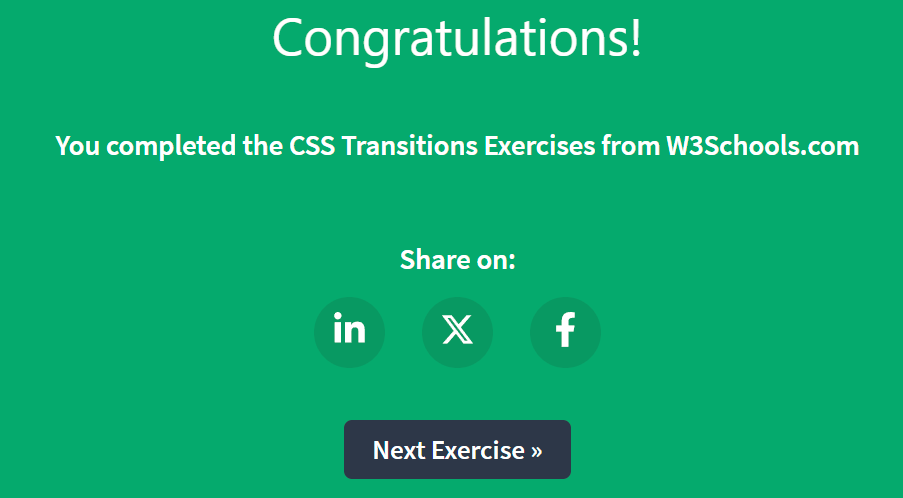 Congratulations!
You completed the CSS Transitions Exercises from W3Schools.com
Share on:
in
X
f
Next Exercise »